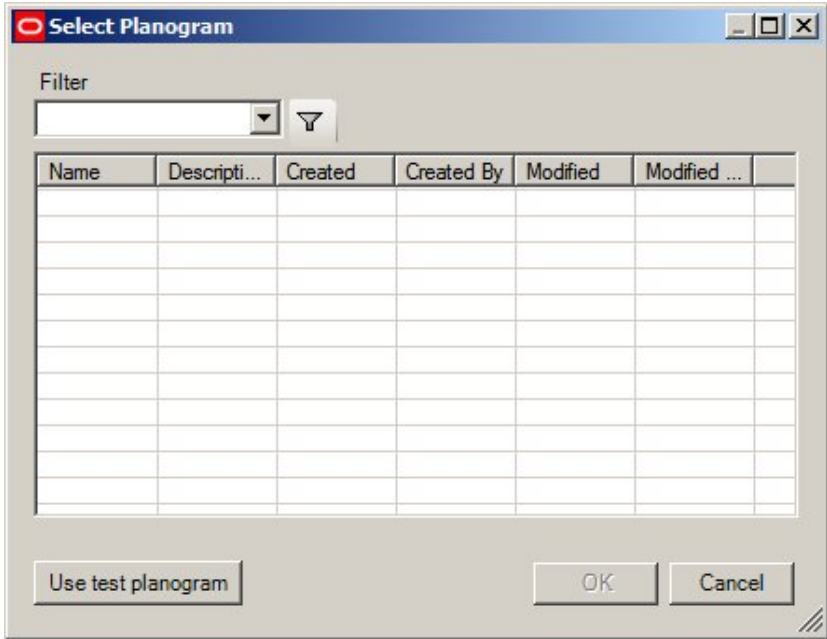 Select Planogram
Filter
Name Descripti... Created Created By Modified Modified ...
Use test planogram OK Cancel